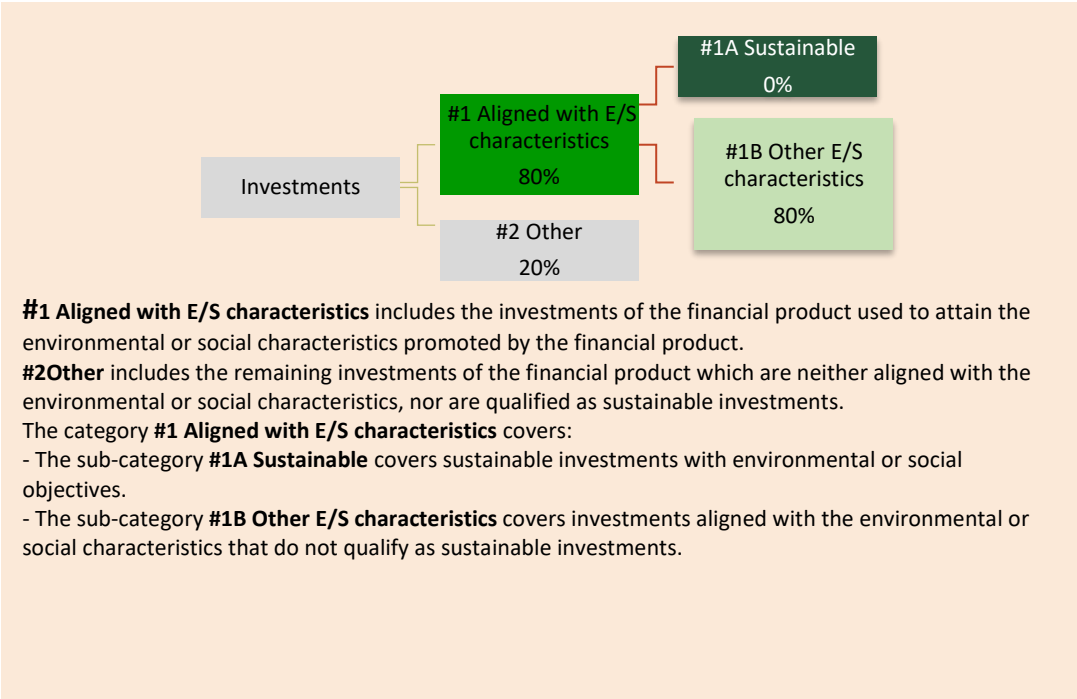 #1A Sustainable
0%
#1 Aligned with E/S
characteristics
80%
#1B Other E/S
characteristics
80%
Investments
#2 Other
20%
#1 Aligned with E/S characteristics includes the investments of the financial product used to attain the
environmental or social characteristics promoted by the financial product.
#2Other includes the remaining investments of the financial product which are neither aligned with the
environmental or social characteristics, nor are qualified as sustainable investments.
The category #1 Aligned with E/S characteristics covers:
- The sub-category #1A Sustainable covers sustainable investments with environmental or social
objectives.
- The sub-category #1B Other E/S characteristics covers investments aligned with the environmental or
social characteristics that do not qualify as sustainable investments.